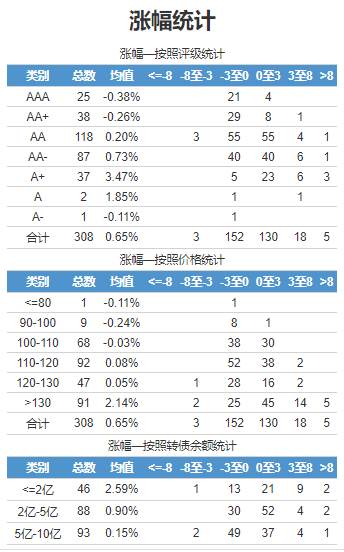 涨幅统计
涨幅—按照评级统计
类别 总数 均值 <=-8 -8至-3 -3至0 0至3 3至8 >8
AAA 25 -0.38% 21 4
AA+ 38 -0.26% 29 8 1
AA 118 0.20% 3 55 55 4 1
AA- 87 0.73% 40 40 6 1
A+ 37 3.47% 5 23 6 3
A 2 1.85% 1 1
A- 1 -0.11% 1
合计 308 0.65% 3 152 130 18 5
涨幅—按照价格统计
类别 总数 均值 <=-8 -8至-3 -3至0 0至3 3至8 >8
<=80 1 -0.11% 1
90-100 9 -0.24% 8 1
100-110 68 -0.03% 38 30
110-120 92 0.08% 52 38 2
120-130 47 0.05% 1 28 16 2
>130 91 2.14% 2 25 45 14 5
合计 308 0.65% 3 152 130 18 5
涨幅—按照转债余额统计
类别 总数 均值 <=-8 -8至-3 -3至0 0至3 3至8 >8
<=2亿 46 2.59% 1 13 21 9 2
2亿-5亿 88 0.90% 30 52 4 2
5亿-10亿 93 0.15% 2 49 37 4 1